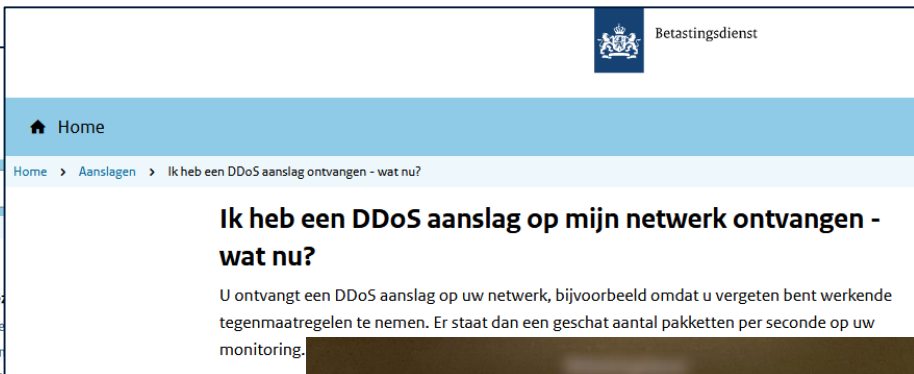 Betastingsdienst
Home
Home > Aanslagen > Ik heb een DDoS aanslag ontvangen - wat nu?
Ik heb een DDoS aanslag op mijn netwerk ontvangen -
wat nu?
U ontvangt een DDoS aanslag op uw netwerk, bijvoorbeeld omdat u vergeten bent werkende
tegenmaatregelen te nemen. Er staat dan een geschat aantal pakketten per seconde op uw
monitoring.